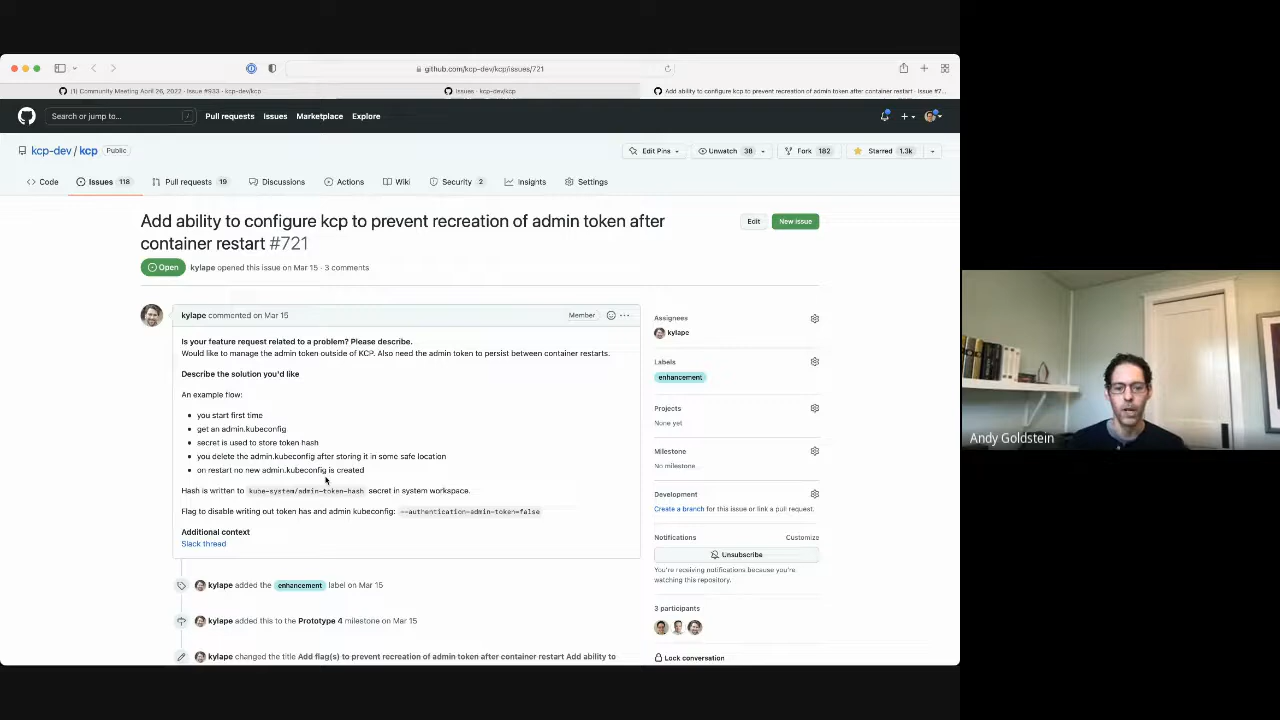 github.com/kcp-dev/kcp/issues/721
(1) Community Meeting April 26, 2022 · Issue #933 · kcp-dev/kcp
Issues · kcp-dev/kcp
Add ability to configure kcp to prevent recreation of admin token after container restart · Issue #7...
Search or jump to...
/
Pull requests
Issues
Marketplace
Explore
kcp-dev / kcp
Public
Edit Pins
Unwatch 38
Fork 182
Starred 1.3k
Code
Issues 118
Pull requests 19
Discussions
Actions
Wiki
Security 2
Insights
Settings
Add ability to configure kcp to prevent recreation of admin token after
container restart #721
Edit
New issue
Open
kylape opened this issue on Mar 15 · 3 comments
kylape commented on Mar 15
Member
Is your feature request related to a problem? Please describe.
Would like to manage the admin token outside of KCP. Also need the admin token to persist between container restarts.
Describe the solution you'd like
An example flow:
you start first time
get an admin.kubeconfig
secret is used to store token hash
you delete the admin.kubeconfig after storing it in some safe location
on restart no new admin.kubeconfig is created
Hash is written to kube-system/admin-token-hash secret in system workspace.
Flag to disable writing out token has and admin kubeconfig: --authentication-admin-token=false
Additional context
Slack thread
kylape added the enhancement label on Mar 15
kylape added this to the Prototype 4 milestone on Mar 15
kylape changed the title Add flag(s) to prevent recreation of admin token after container restart Add ability to
Assignees
kylape
Labels
enhancement
Projects
None yet
Milestone
No milestone
Development
Create a branch for this issue or link a pull request.
Notifications
Customize
Unsubscribe
You're receiving notifications because you're
watching this repository.
3 participants
Lock conversation
Andy Goldstein